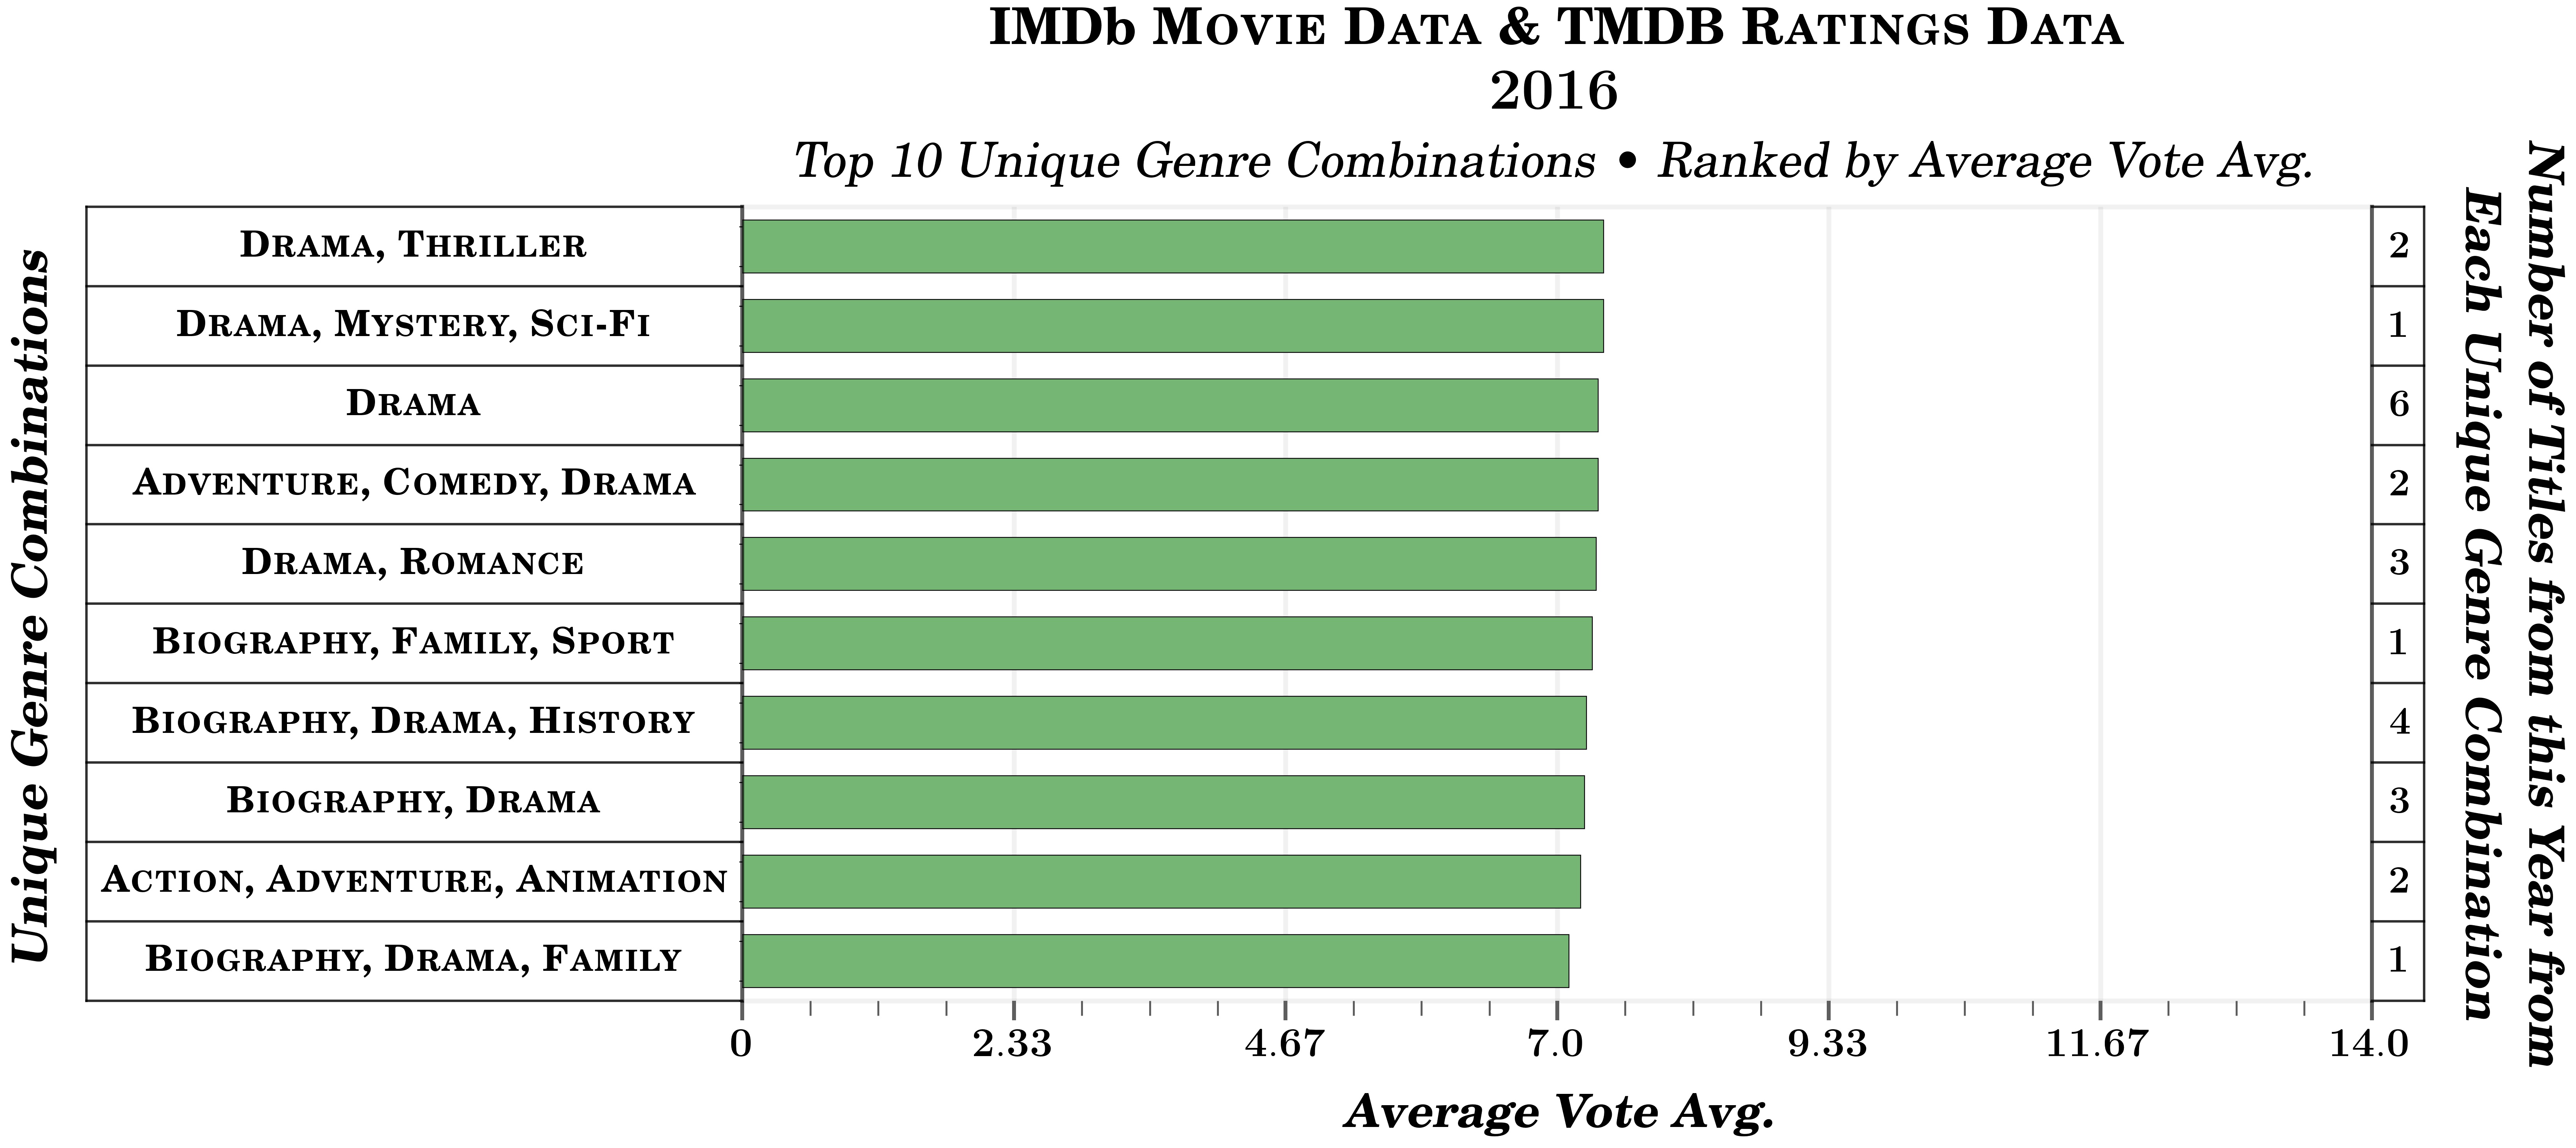 IMDb Movie Data & TMDB Ratings Data
2016
Top 10 Unique Genre Combinations • Ranked by Average Vote Avg.
Unique Genre Combinations
Drama, Thriller
2
Drama, Mystery, Sci-Fi
1
Drama
6
Adventure, Comedy, Drama
2
Drama, Romance
3
Biography, Family, Sport
1
Biography, Drama, History
4
Biography, Drama
3
Action, Adventure, Animation
2
Biography, Drama, Family
1
Number of Titles from this Year from
Each Unique Genre Combination
0 2.33 4.67 7.0 9.33 11.67 14.0
Average Vote Avg.